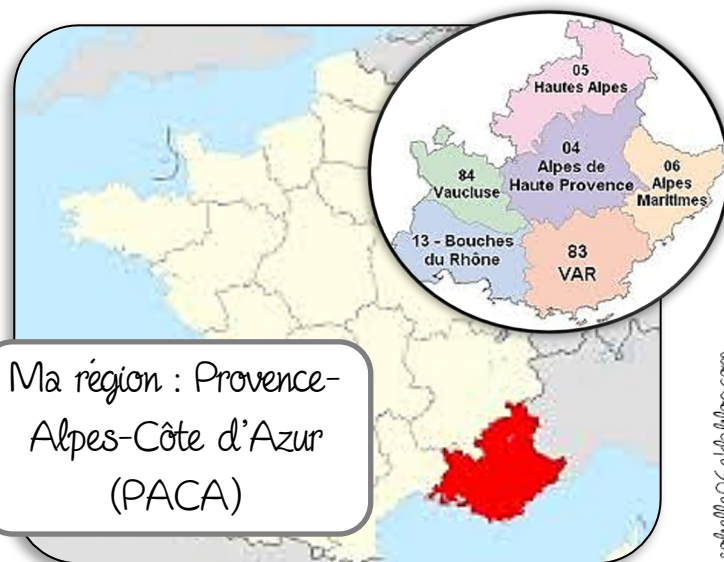 05
Hautes Alpes
04
Alpes de
Haute Provence
06
Alpes
Maritimes
84
Vaucluse
13 - Bouches
du Rhône
83
VAR
Ma région : Provence-
Alpes-Côte d'Azur
(PACA)